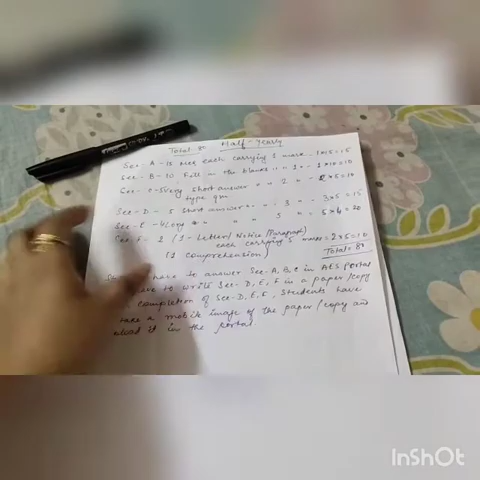 Total 80 Half-Yearly
Sec - A - 15 MCQ each carrying 1 mark - 1×15=15
Sec - B - 10 Fill in the blanks " " 1 " - 1×10=10
Sec - C - 5 Very short answer " " 2 " - 2×5=10
type qn
Sec - D - 5 Short answer " " 3 " - 3×5=15
Sec - E - 4 Long " " " 5 " 5×4=20
Sec F - 2 (1 - Letter/Notice/Paragraph)
each carrying 5 marks = 2×5=10
(1 comprehension)
Total = 80
have to answer Sec. A, B, C in AES Portal
to write Sec - D, E, F in a paper/copy
completion of Sec - D, E, F, Students have
take a mobile image of the paper/copy and
it in the portal.
InShOt